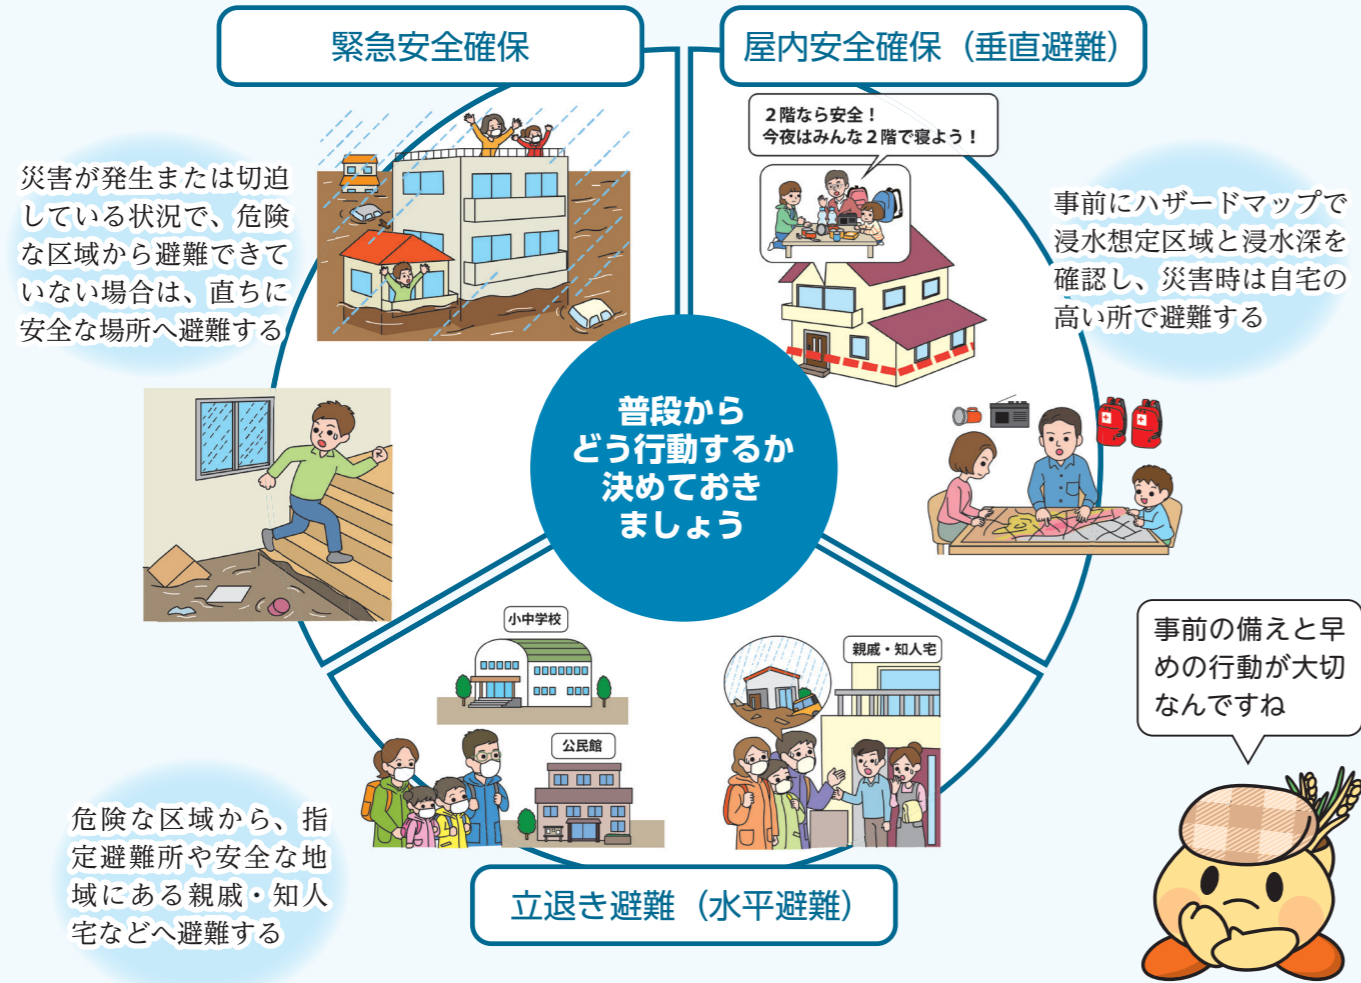 緊急安全確保
災害が発生または切迫
している状況で、危険
な区域から避難できて
いない場合は、直ちに
安全な場所へ避難する
屋内安全確保（垂直避難）
２階なら安全！
今夜はみんな２階で寝よう！
事前にハザードマップで
浸水想定区域と浸水深を
確認し、災害時は自宅の
高い所で避難する
普段から
どう行動するか
決めておき
ましょう
小中学校
公民館
親戚・知人宅
危険な区域から、指
定避難所や安全な地
域にある親戚・知人
宅などへ避難する
立退き避難（水平避難）
事前の備えと早
めの行動が大切
なんですね